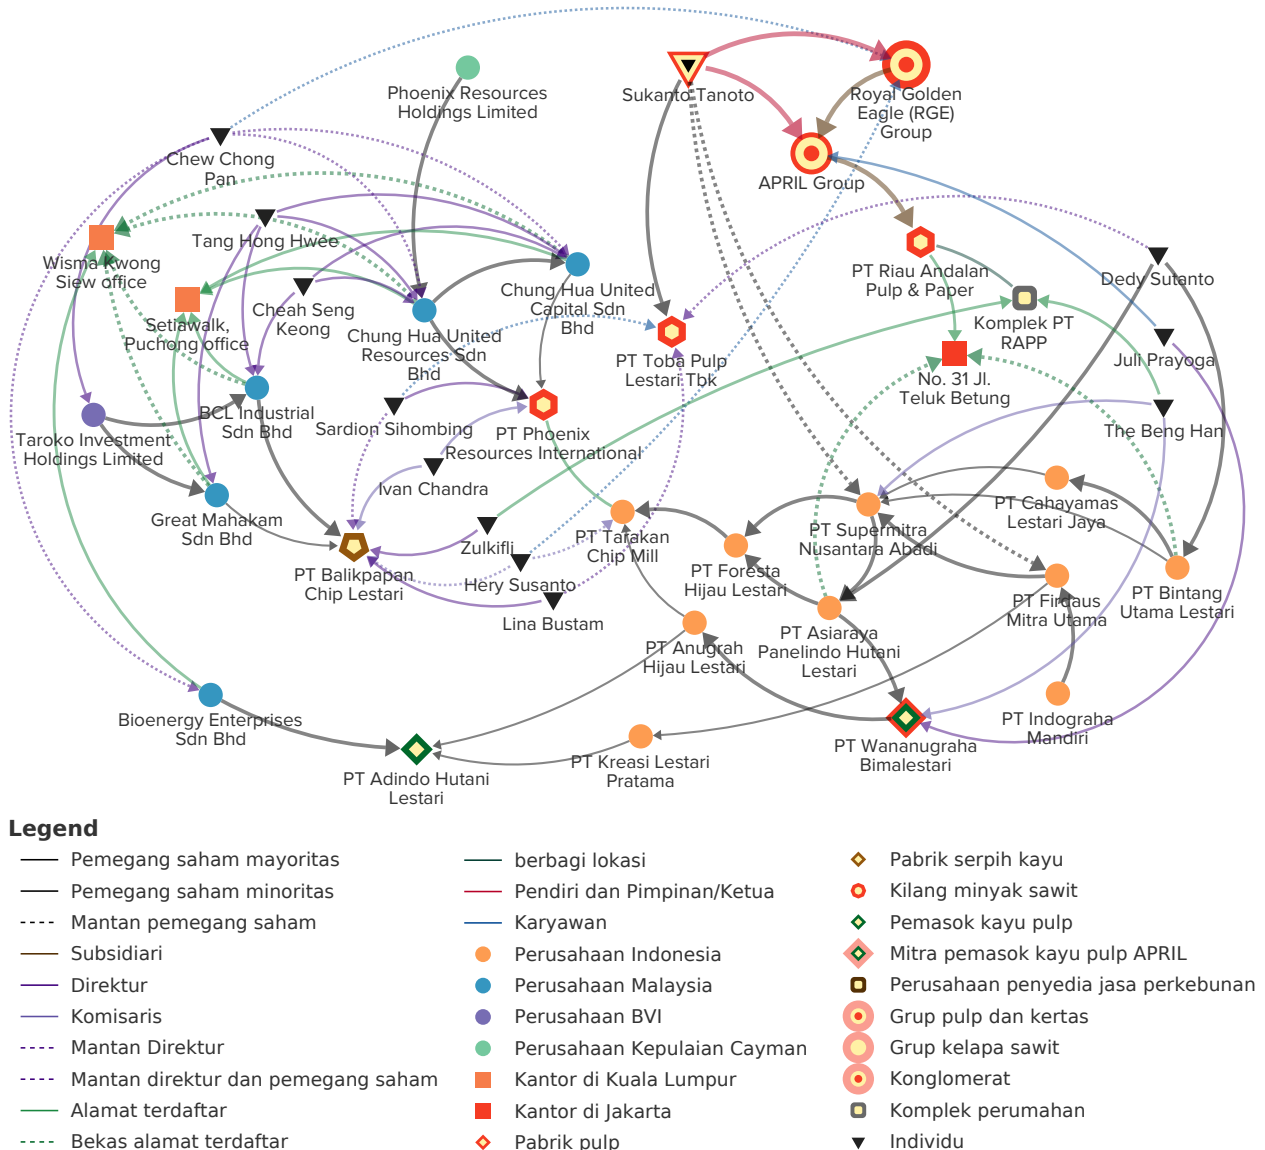 Phoenix Resources
Holdings Limited
Sukanto Tanoto
Royal Golden
Eagle (RGE)
Group
Chew Chong
Pan
APRIL Group
Tang Hong Hwee
Wisma Kwong
Siew office
PT Riau Andalan
Pulp & Paper
Dedy Sutanto
Chung Hua United
Capital Sdn
Bhd
Cheah Seng
Keong
Setiawalk,
Puchong office
Chung Hua United
Resources Sdn
Bhd
Komplek PT
RAPP
PT Toba Pulp
Lestari Tbk
Juli Prayoga
No. 31 Jl.
Teluk Betung
BCL Industrial
Sdn Bhd
Taroko Investment
Holdings Limited
Sardion Sihombing
PT Phoenix
Resources International
The Beng Han
Ivan Chandra
PT Cahayamas
Lestari Jaya
Great Mahakam
Sdn Bhd
Zulkifli
PT Tarakan
Chip Mill
PT Supermitra
Nusantara Abadi
PT Balikpapan
Chip Lestari
Hery Susanto
PT Foresta
Hijau Lestari
PT Firdaus
Mitra Utama
PT Bintang
Utama Lestari
Lina Bustam
PT Anugrah
Hijau Lestari
PT Asiaraya
Panelindo Hutani
Lestari
Bioenergy Enterprises
Sdn Bhd
PT Indograha
Mandiri
PT Wananugraha
Bimalestari
PT Adindo Hutani
Lestari
PT Kreasi Lestari
Pratama
Legend
Pemegang saham mayoritas
Pemegang saham minoritas
Mantan pemegang saham
Subsidiari
Direktur
Komisaris
Mantan Direktur
Mantan direktur dan pemegang saham
Alamat terdaftar
Bekas alamat terdaftar
berbagi lokasi
Pendiri dan Pimpinan/Ketua
Karyawan
Perusahaan Indonesia
Perusahaan Malaysia
Perusahaan BVI
Perusahaan Kepulaian Cayman
Kantor di Kuala Lumpur
Kantor di Jakarta
Pabrik pulp
Pabrik serpih kayu
Kilang minyak sawit
Pemasok kayu pulp
Mitra pemasok kayu pulp APRIL
Perusahaan penyedia jasa perkebunan
Grup pulp dan kertas
Grup kelapa sawit
Konglomerat
Komplek perumahan
Individu